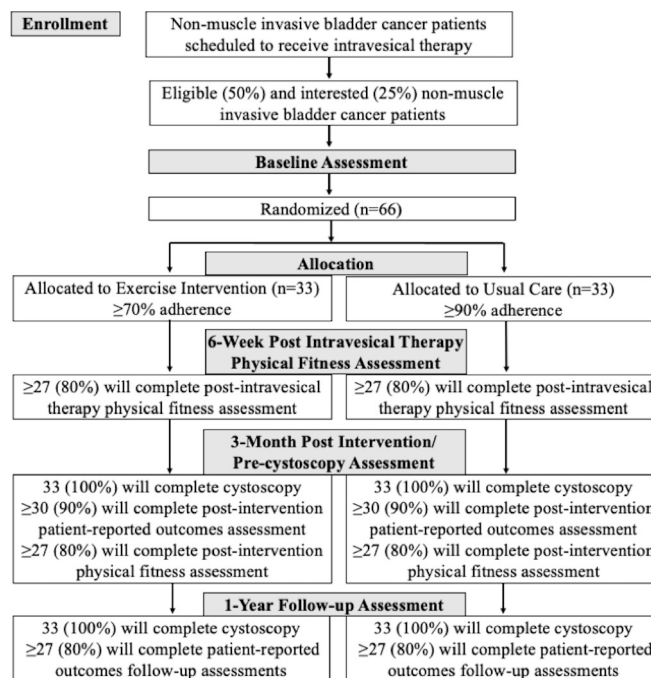 Enrollment
Non-muscle invasive bladder cancer patients
scheduled to receive intravesical therapy
Eligible (50%) and interested (25%) non-muscle
invasive bladder cancer patients
Baseline Assessment
Randomized (n=66)
Allocation
Allocated to Exercise Intervention (n=33)
≥70% adherence
Allocated to Usual Care (n=33)
≥90% adherence
6-Week Post Intravesical Therapy
Physical Fitness Assessment
≥27 (80%) will complete post-intravesical
therapy physical fitness assessment
≥27 (80%) will complete post-intravesical
therapy physical fitness assessment
3-Month Post Intervention/
Pre-cystoscopy Assessment
33 (100%) will complete cystoscopy
≥30 (90%) will complete post-intervention
patient-reported outcomes assessment
≥27 (80%) will complete post-intervention
physical fitness assessment
33 (100%) will complete cystoscopy
≥30 (90%) will complete post-intervention
patient-reported outcomes assessment
≥27 (80%) will complete post-intervention
physical fitness assessment
1-Year Follow-up Assessment
33 (100%) will complete cystoscopy
≥27 (80%) will complete patient-reported
outcomes follow-up assessments
33 (100%) will complete cystoscopy
≥27 (80%) will complete patient-reported
outcomes follow-up assessments